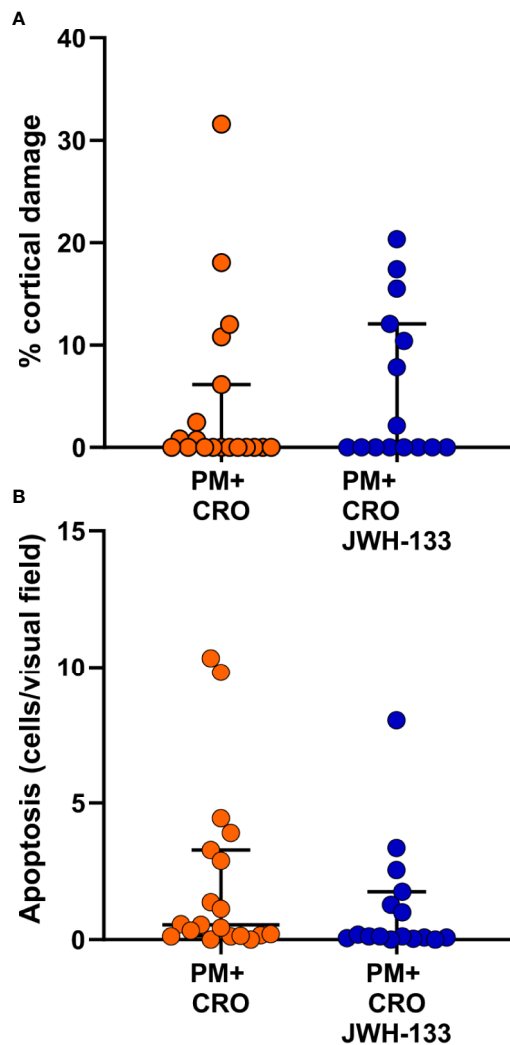 A
% cortical damage
40
30
20
10
0
PM+
CRO
PM+
CRO
JWH-133
B
Apoptosis (cells/visual field)
15
10
5
0
PM+
CRO
PM+
CRO
JWH-133